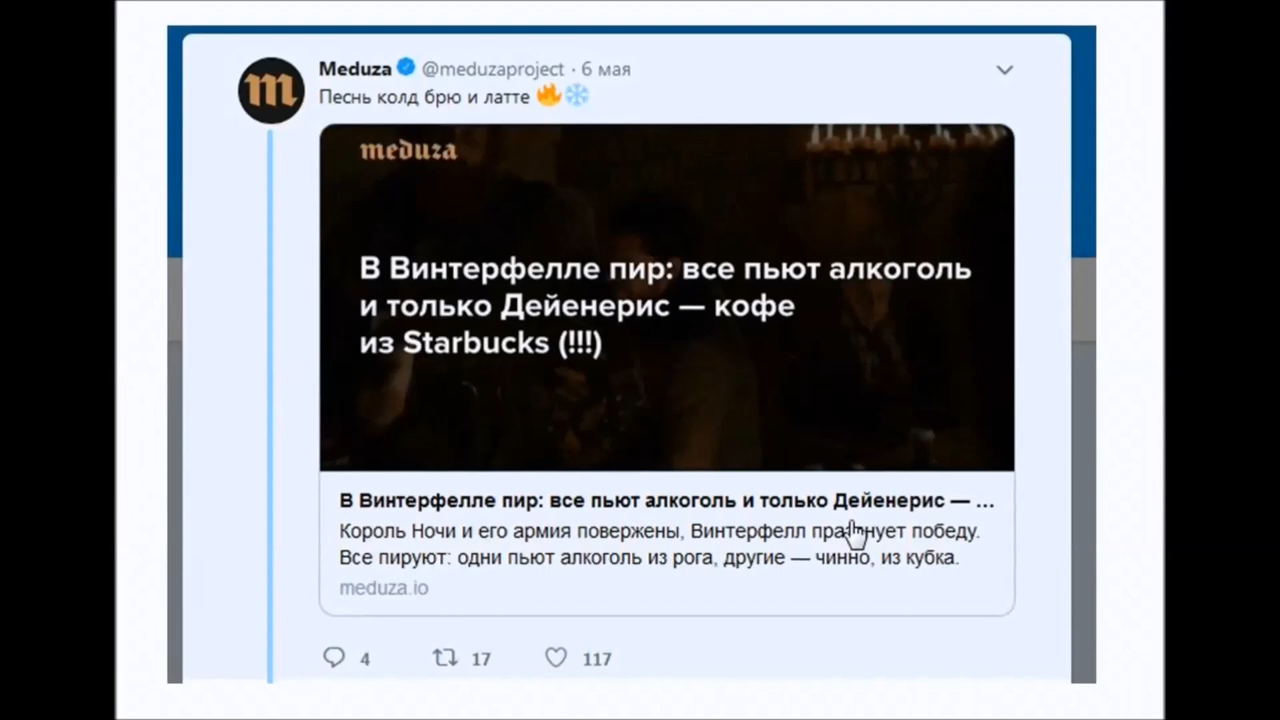 Meduza @meduzaproject · 6 мая
Песнь колд брю и латте 🔥❄️
meduza
В Винтерфелле пир: все пьют алкоголь
и только Дейенерис — кофе
из Starbucks (!!!)
В Винтерфелле пир: все пьют алкоголь и только Дейенерис — ...
Король Ночи и его армия повержены, Винтерфелл празднует победу.
Все пируют: одни пьют алкоголь из рога, другие — чинно, из кубка.
meduza.io
4 17 117